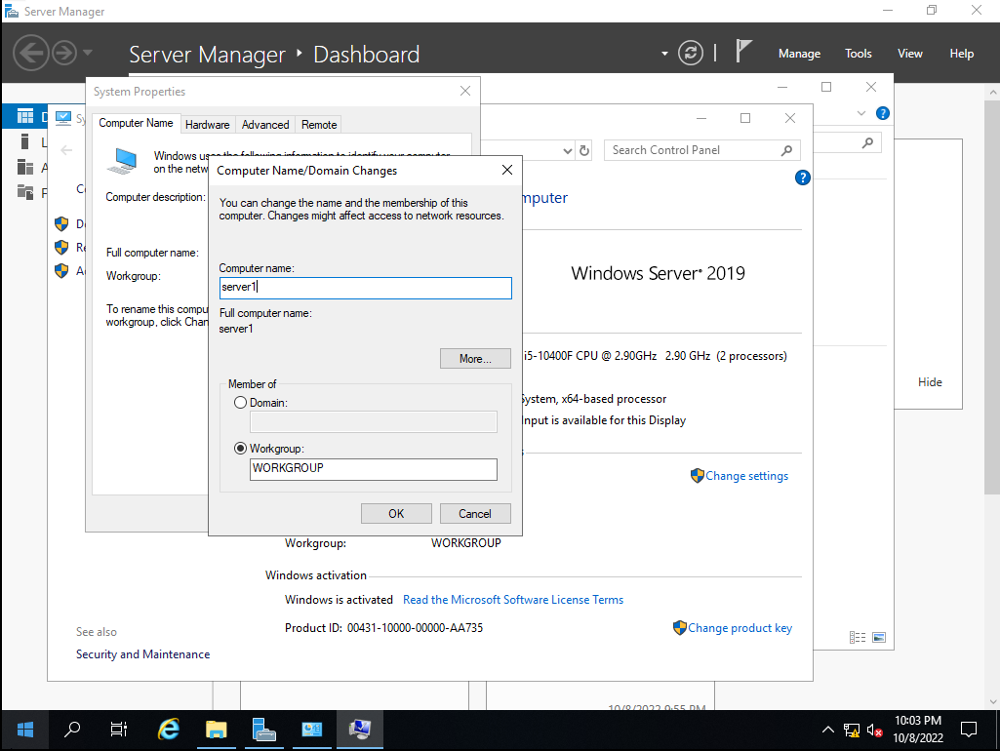 Server Manager
Server Manager • Dashboard
Manage Tools View Help
System Properties
Computer Name Hardware Advanced Remote
Windows uses the following information to identify your computer
on the netw
Computer description:
Full computer name:
Workgroup:
To rename this compu
workgroup, click Chan
Computer Name/Domain Changes
You can change the name and the membership of this
computer. Changes might affect access to network resources.
Computer name:
server1
Full computer name:
server1
More...
Member of
Domain:
Workgroup:
WORKGROUP
OK Cancel
Sy
Search Control Panel
mputer
Windows Server® 2019
i5-10400F CPU @ 2.90GHz 2.90 GHz (2 processors)
System, x64-based processor
Input is available for this Display
Change settings
Workgroup: WORKGROUP
Windows activation
Windows is activated Read the Microsoft Software License Terms
Product ID: 00431-10000-00000-AA735
Change product key
See also
Security and Maintenance
Hide
10/8/2022 9:55 PM
10:03 PM
10/8/2022